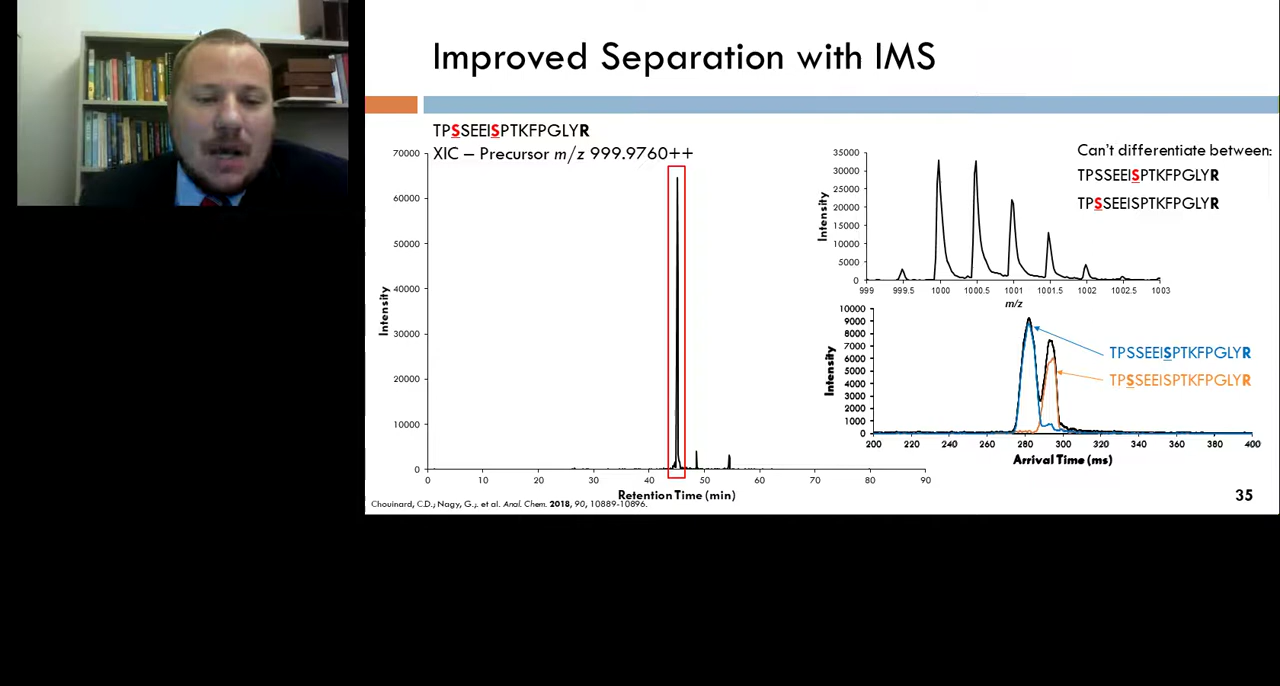 Improved Separation with IMS
TPSSEEISPTKFPGLYR
XIC – Precursor m/z 999.9760++
70000
60000
50000
40000
30000
20000
10000
0
Intensity
0 10 20 30 40 50 60 70 80 90
Retention Time (min)
35000
30000
25000
20000
15000
10000
5000
0
Intensity
999 999.5 1000 1000.5 1001 1001.5 1002 1002.5 1003
m/z
Can't differentiate between:
TPSSEEISPTKFPGLYR
TPSSEEISPTKFPGLYR
10000
9000
8000
7000
6000
5000
4000
3000
2000
1000
0
Intensity
TPSSEEISPTKFPGLYR
TPSSEEISPTKFPGLYR
200 220 240 260 280 300 320 340 360 380 400
Arrival Time (ms)
Chouinard, C.D.; Nagy, G.; et al. Anal. Chem. 2018, 90, 10889-10896.
35